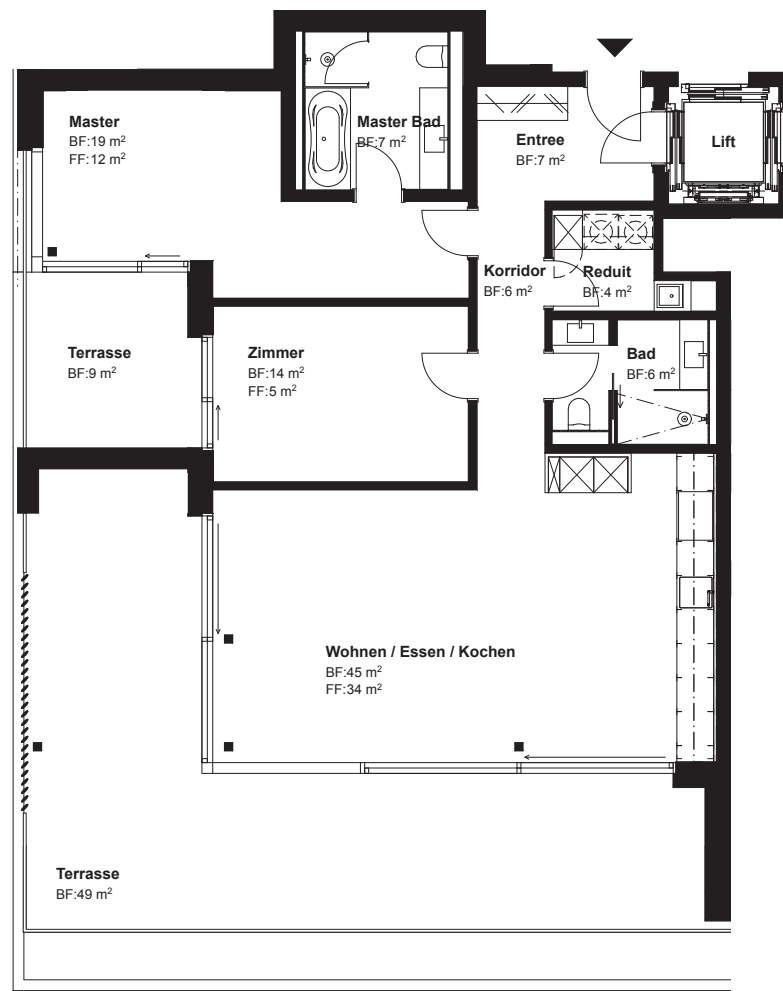 Master
BF:19 m²
FF:12 m²
Master Bad
BF:7 m²
Entree
BF:7 m²
Lift
Korridor
BF:6 m²
Reduit
BF:4 m²
Terrasse
BF:9 m²
Zimmer
BF:14 m²
FF:5 m²
Bad
BF:6 m²
Wohnen / Essen / Kochen
BF:45 m²
FF:34 m²
Terrasse
BF:49 m²